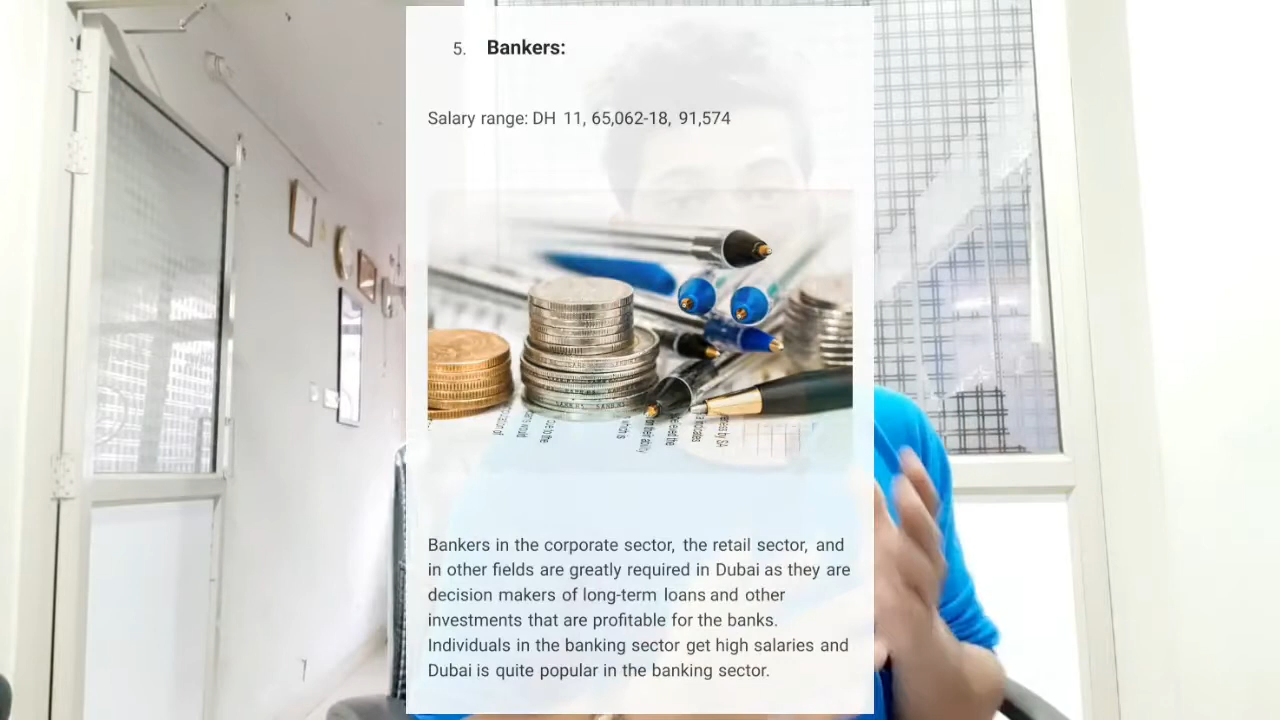 5. Bankers:
Salary range: DH 11, 65,062-18, 91,574
Bankers in the corporate sector, the retail sector, and
in other fields are greatly required in Dubai as they are
decision makers of long-term loans and other
investments that are profitable for the banks.
Individuals in the banking sector get high salaries and
Dubai is quite popular in the banking sector.